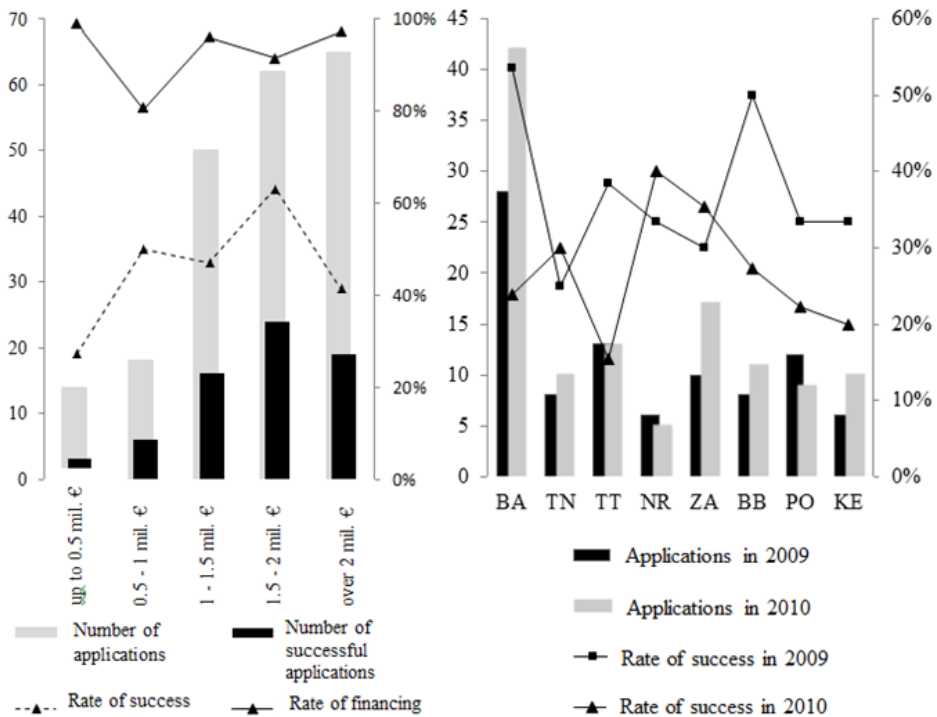 70
60
50
40
30
20
10
0
100%
80%
60%
40%
20%
0%
up to 0.5 mil. €
0.5 - 1 mil. €
1 - 1.5 mil. €
1.5 - 2 mil. €
over 2 mil. €
Number of
applications
Number of
successful
applications
Rate of success
Rate of financing
45
40
35
30
25
20
15
10
5
0
60%
50%
40%
30%
20%
10%
0%
BA TN TT NR ZA BB PO KE
Applications in 2009
Applications in 2010
Rate of success in 2009
Rate of success in 2010